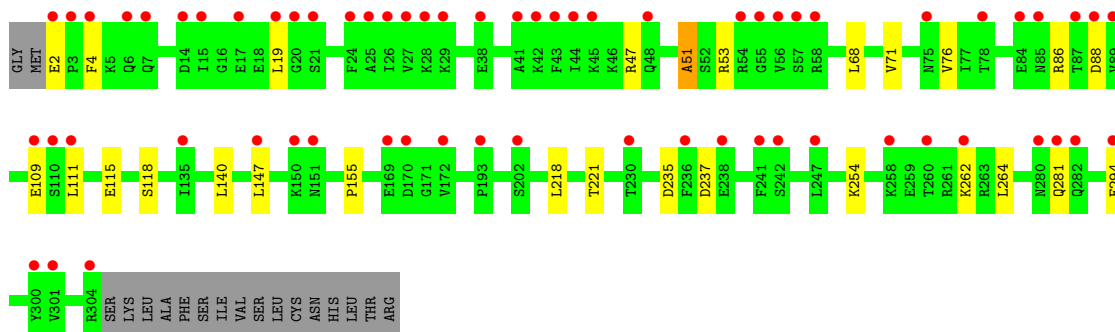 GLY MET E2 P3 F4 K5 Q6 Q7 D14 I15 G16 E17 E18 L19 G20 S21 F24 A25 I26 V27 K28 K29 E38 A41 K42 F43 I44 K45 K46 R47 Q48 A51 S52 R53 R54 G55 V56 S57 R58 L68 V71 N75 V76 I77 T78 E84 N85 R86 T87 D88 V89
E109 S110 L111 E115 S118 I135 L140 L147 K150 N151 P155 E169 D170 G171 V172 P193 S202 L218 T221 T230 D235 F236 D237 E238 F241 S242 L247 K254 K258 E259 T260 R261 K262 R263 L264 N280 Q281 Q282
Y300 V301 R304 SER LYS LEU ALA PHE SER ILE VAL SER LEU CYS ASN HIS LEU THR ARG